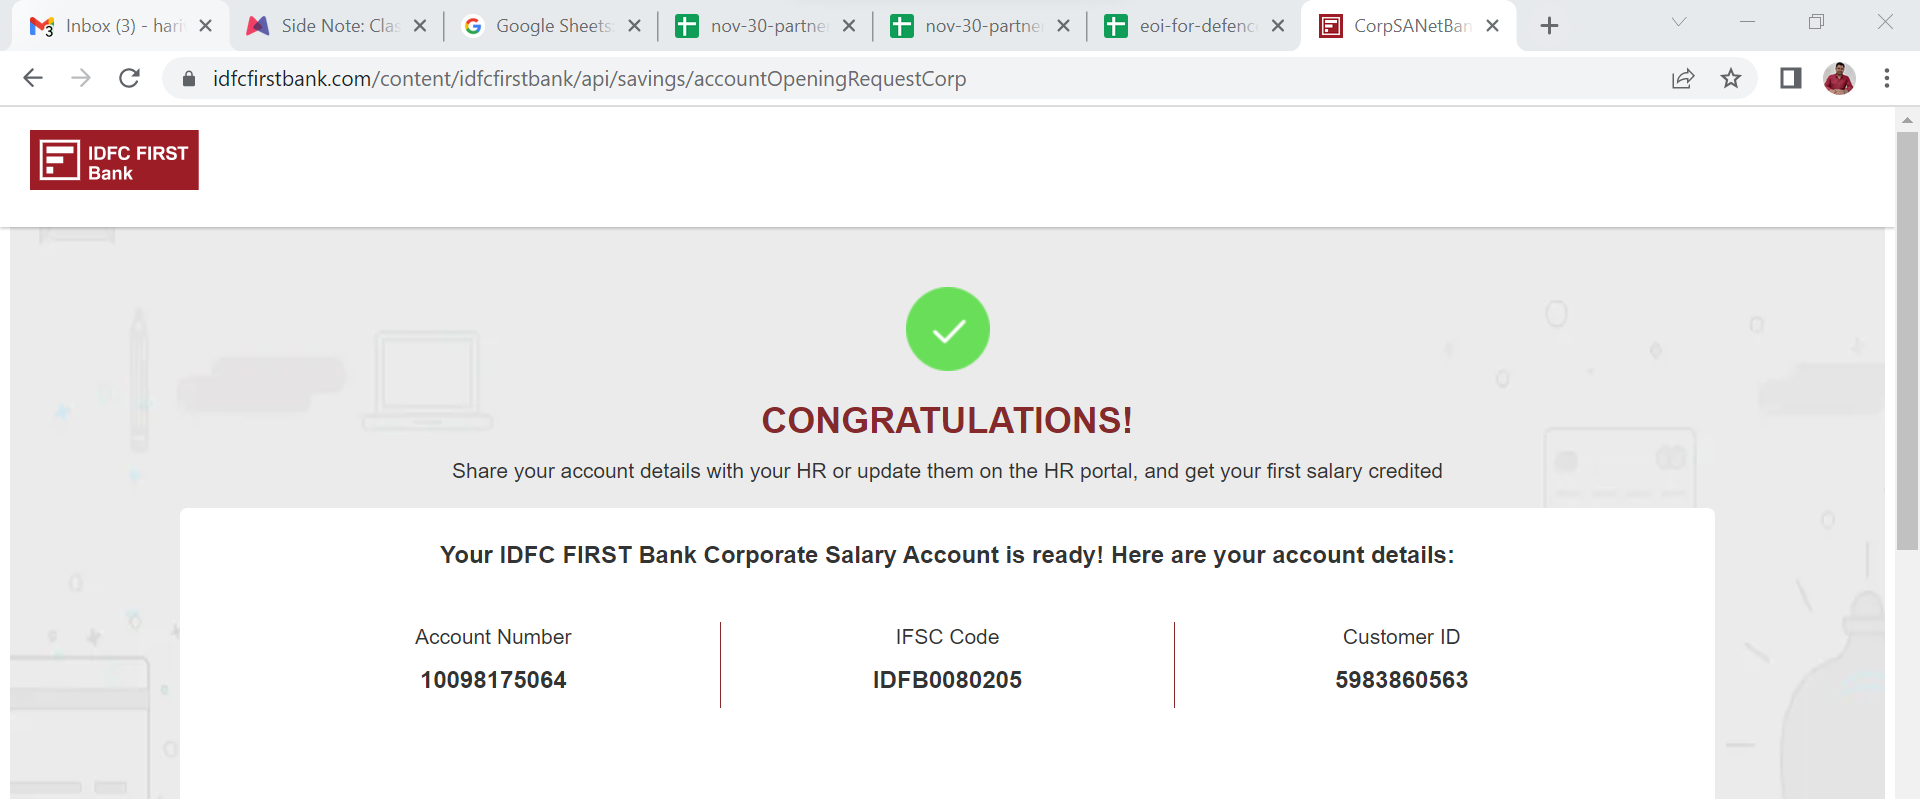 Inbox (3) - hari
Side Note: Clas
Google Sheets:
nov-30-partne
nov-30-partne
eoi-for-defenc
CorpSANetBan
idfcfirstbank.com/content/idfcfirstbank/api/savings/accountOpeningRequestCorp
IDFC FIRST
Bank
CONGRATULATIONS!
Share your account details with your HR or update them on the HR portal, and get your first salary credited
Your IDFC FIRST Bank Corporate Salary Account is ready! Here are your account details:
Account Number
IFSC Code
Customer ID
10098175064
IDFB0080205
5983860563